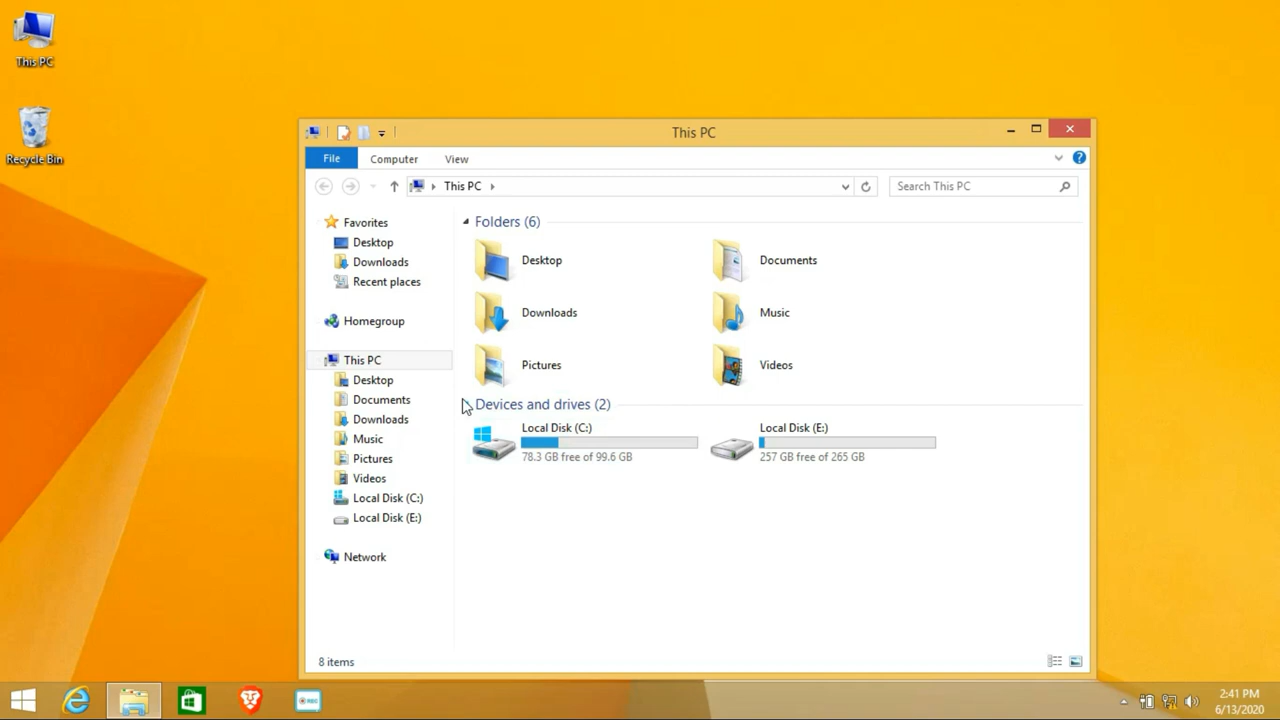 This PC
Recycle Bin
This PC
File
Computer
View
This PC
Search This PC
Favorites
Desktop
Downloads
Recent places
Homegroup
This PC
Desktop
Documents
Downloads
Music
Pictures
Videos
Local Disk (C:)
Local Disk (E:)
Network
Folders (6)
Desktop
Documents
Downloads
Music
Pictures
Videos
Devices and drives (2)
Local Disk (C:)
78.3 GB free of 99.6 GB
Local Disk (E:)
257 GB free of 265 GB
8 items
REC
2:41 PM
6/13/2020